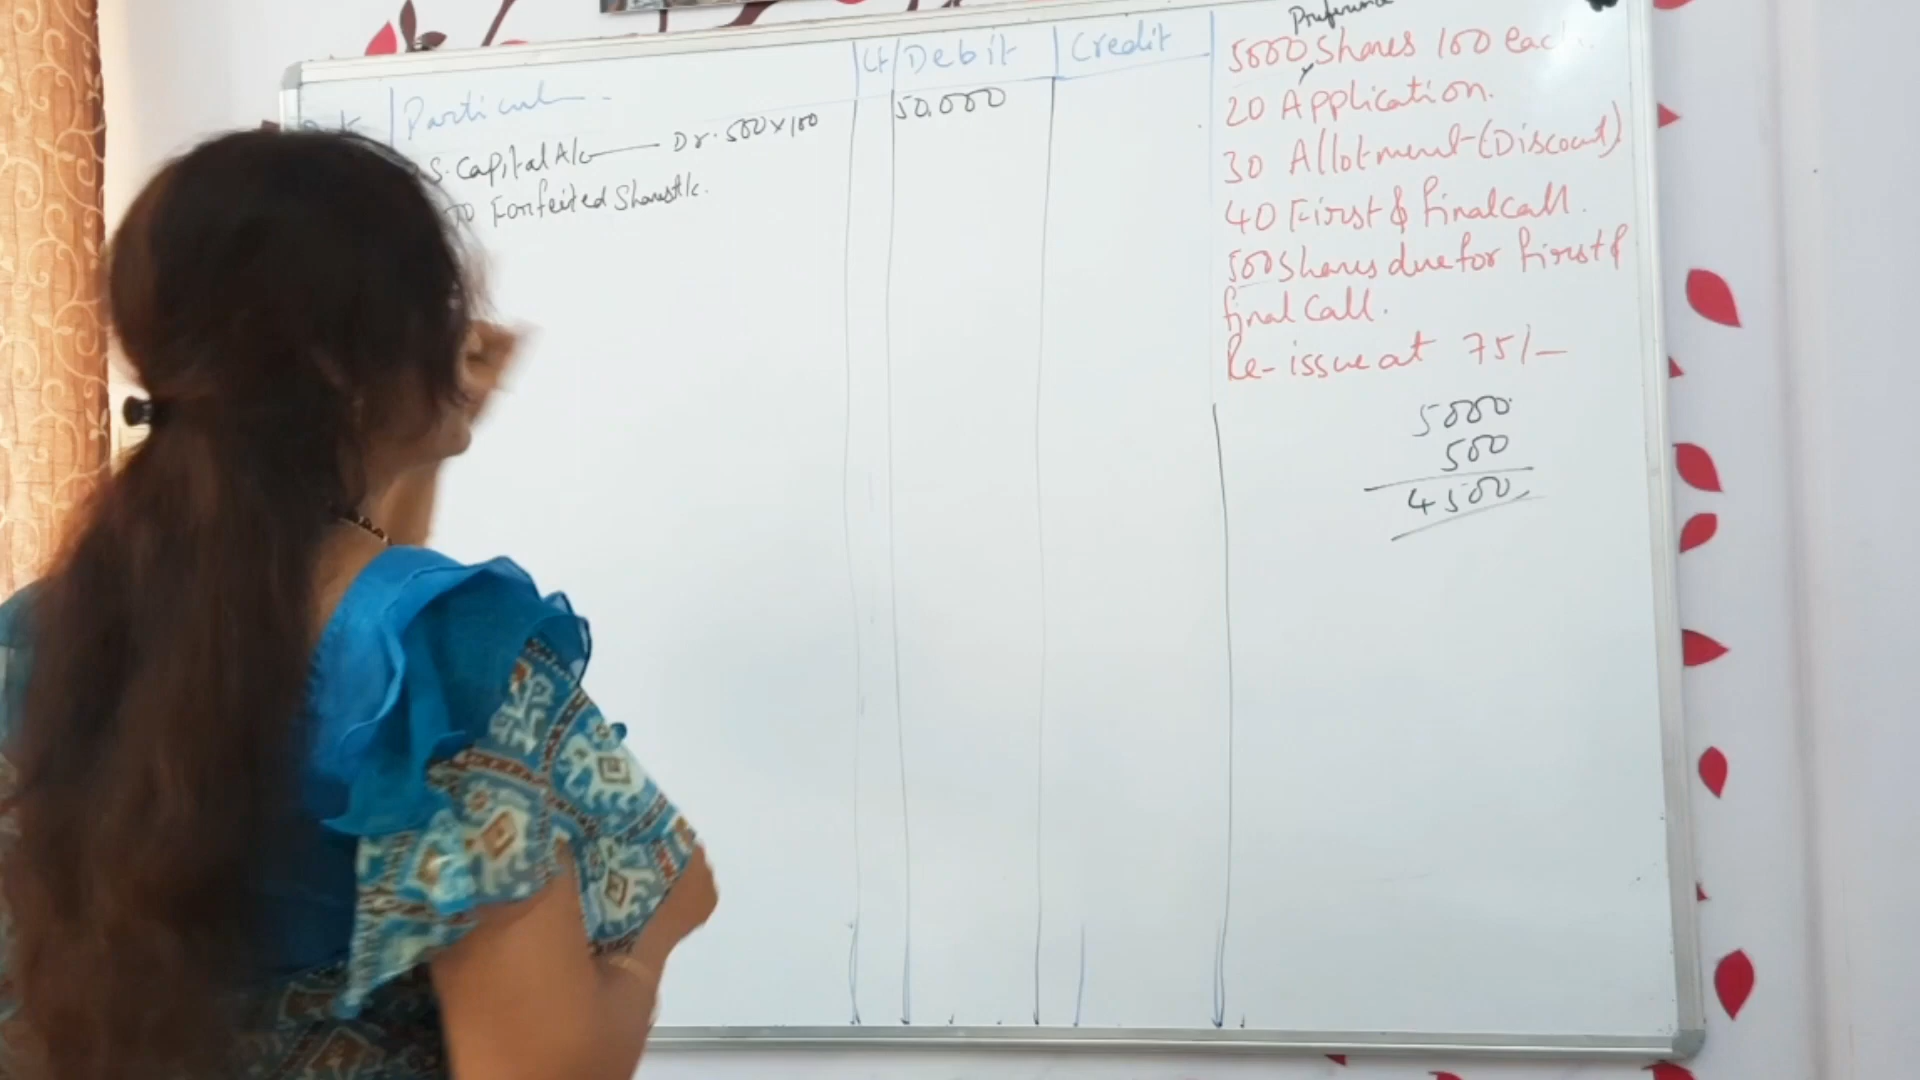 Particul
Lf
Debit
Credit
S. Capital A/c Dr. 500 x 100
50,000
To Forfeited Shares A/c.
Preference
5000 Shares 100 each.
20 Application.
30 Allotment (Discount)
40 First & Final call.
500 Shares due for First &
final Call.
Re-issue at 75/-
5000
500
4500